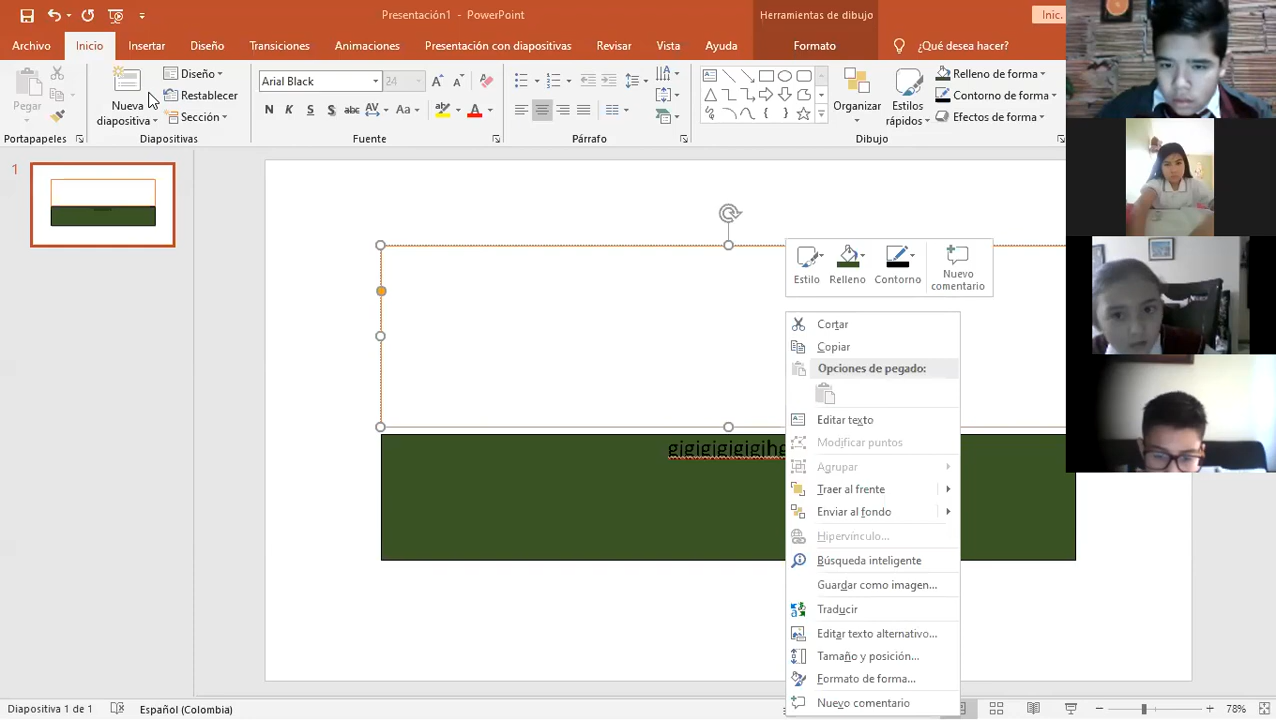 Presentación1 - PowerPoint
Herramientas de dibujo
Inic.
Archivo Inicio Insertar Diseño Transiciones Animaciones Presentación con diapositivas Revisar Vista Ayuda Formato ¿Qué desea hacer?
Pegar
Nueva diapositiva
Diseño
Restablecer
Sección
Arial Black 24
N K S S abc AV Aa
Organizar
Estilos rápidos
Relleno de forma
Contorno de forma
Efectos de forma
Portapapeles Diapositivas Fuente Párrafo Dibujo
1
Estilo Relleno Contorno Nuevo comentario
Cortar
Copiar
Opciones de pegado:
Editar texto
Modificar puntos
Agrupar
Traer al frente
Enviar al fondo
Hipervínculo...
Búsqueda inteligente
Guardar como imagen...
Traducir
Editar texto alternativo...
Tamaño y posición...
Formato de forma...
Nuevo comentario
Diapositiva 1 de 1 Español (Colombia) 78%